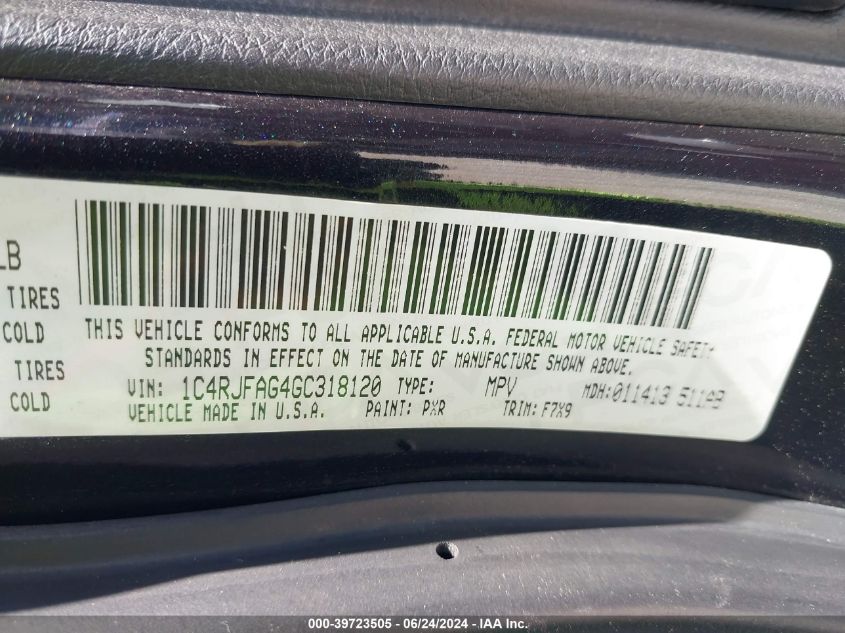 LB
TIRES
COLD
TIRES
COLD
THIS VEHICLE CONFORMS TO ALL APPLICABLE U.S.A. FEDERAL MOTOR VEHICLE SAFETY
STANDARDS IN EFFECT ON THE DATE OF MANUFACTURE SHOWN ABOVE.
VIN: 1C4RJFAG4GC318120 TYPE: MPV MDH:011413 511AB
VEHICLE MADE IN U.S.A. PAINT: PXR TRIM: F7X9
000-39723505 / 06/24/2024 - IAA Inc.